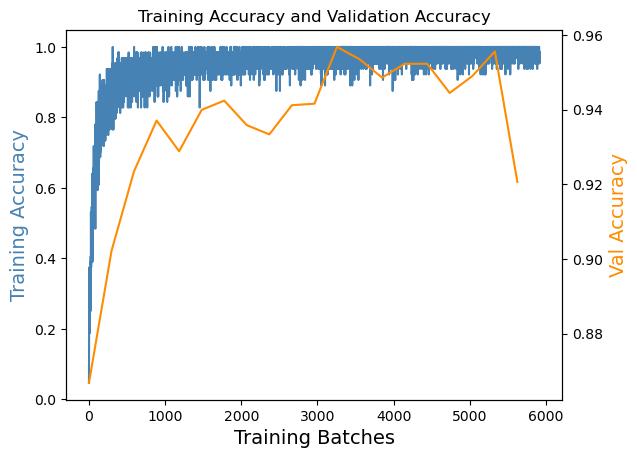 Training Accuracy and Validation Accuracy
1.0
0.8
0.6
0.4
0.2
0.0
Training Accuracy
0.96
0.94
0.92
0.90
0.88
Val Accuracy
0 1000 2000 3000 4000 5000 6000
Training Batches